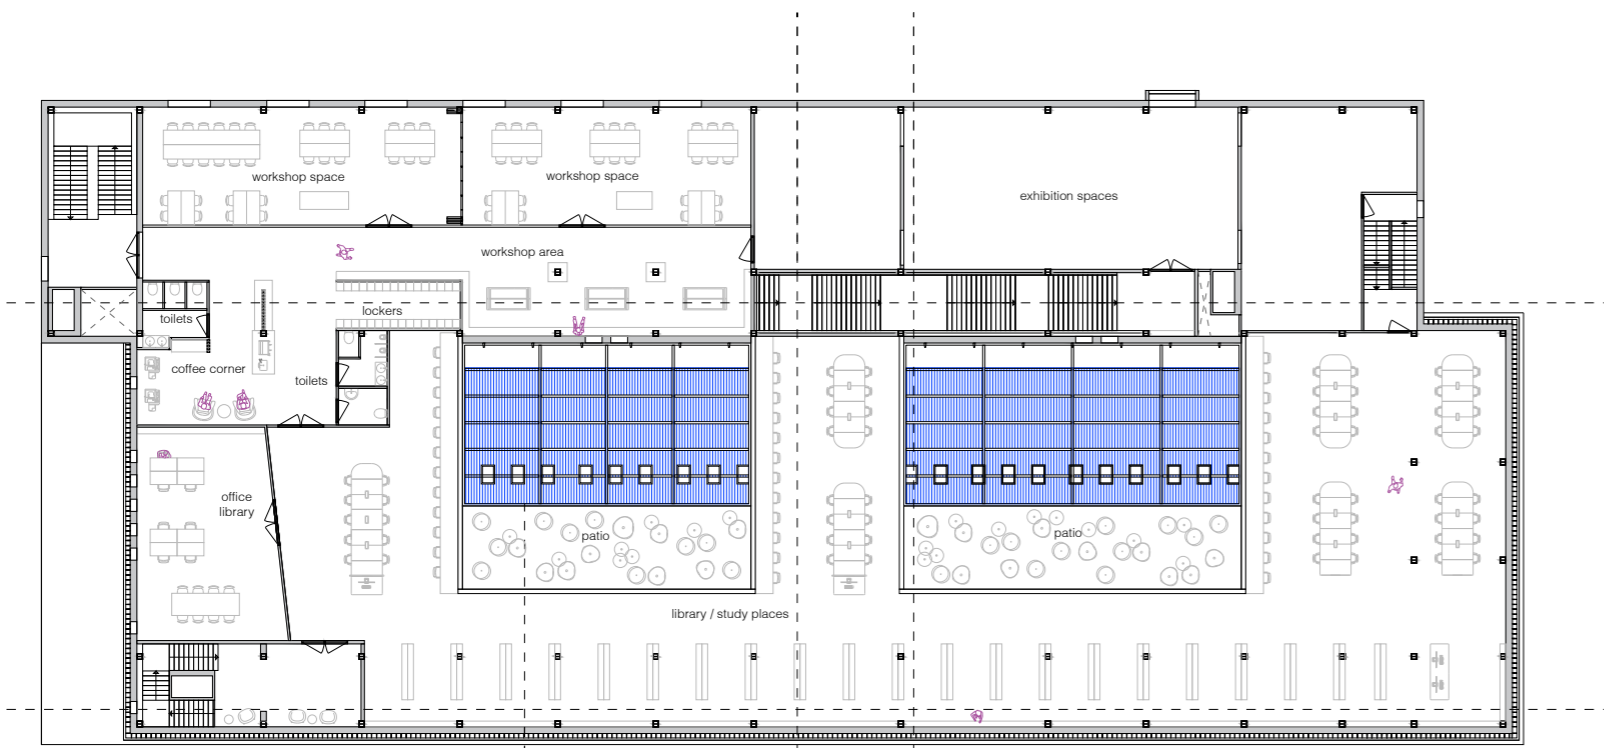 workshop space
workshop space
exhibition spaces
workshop area
lockers
toilets
coffee corner
toilets
office
library
patio
patio
library / study places